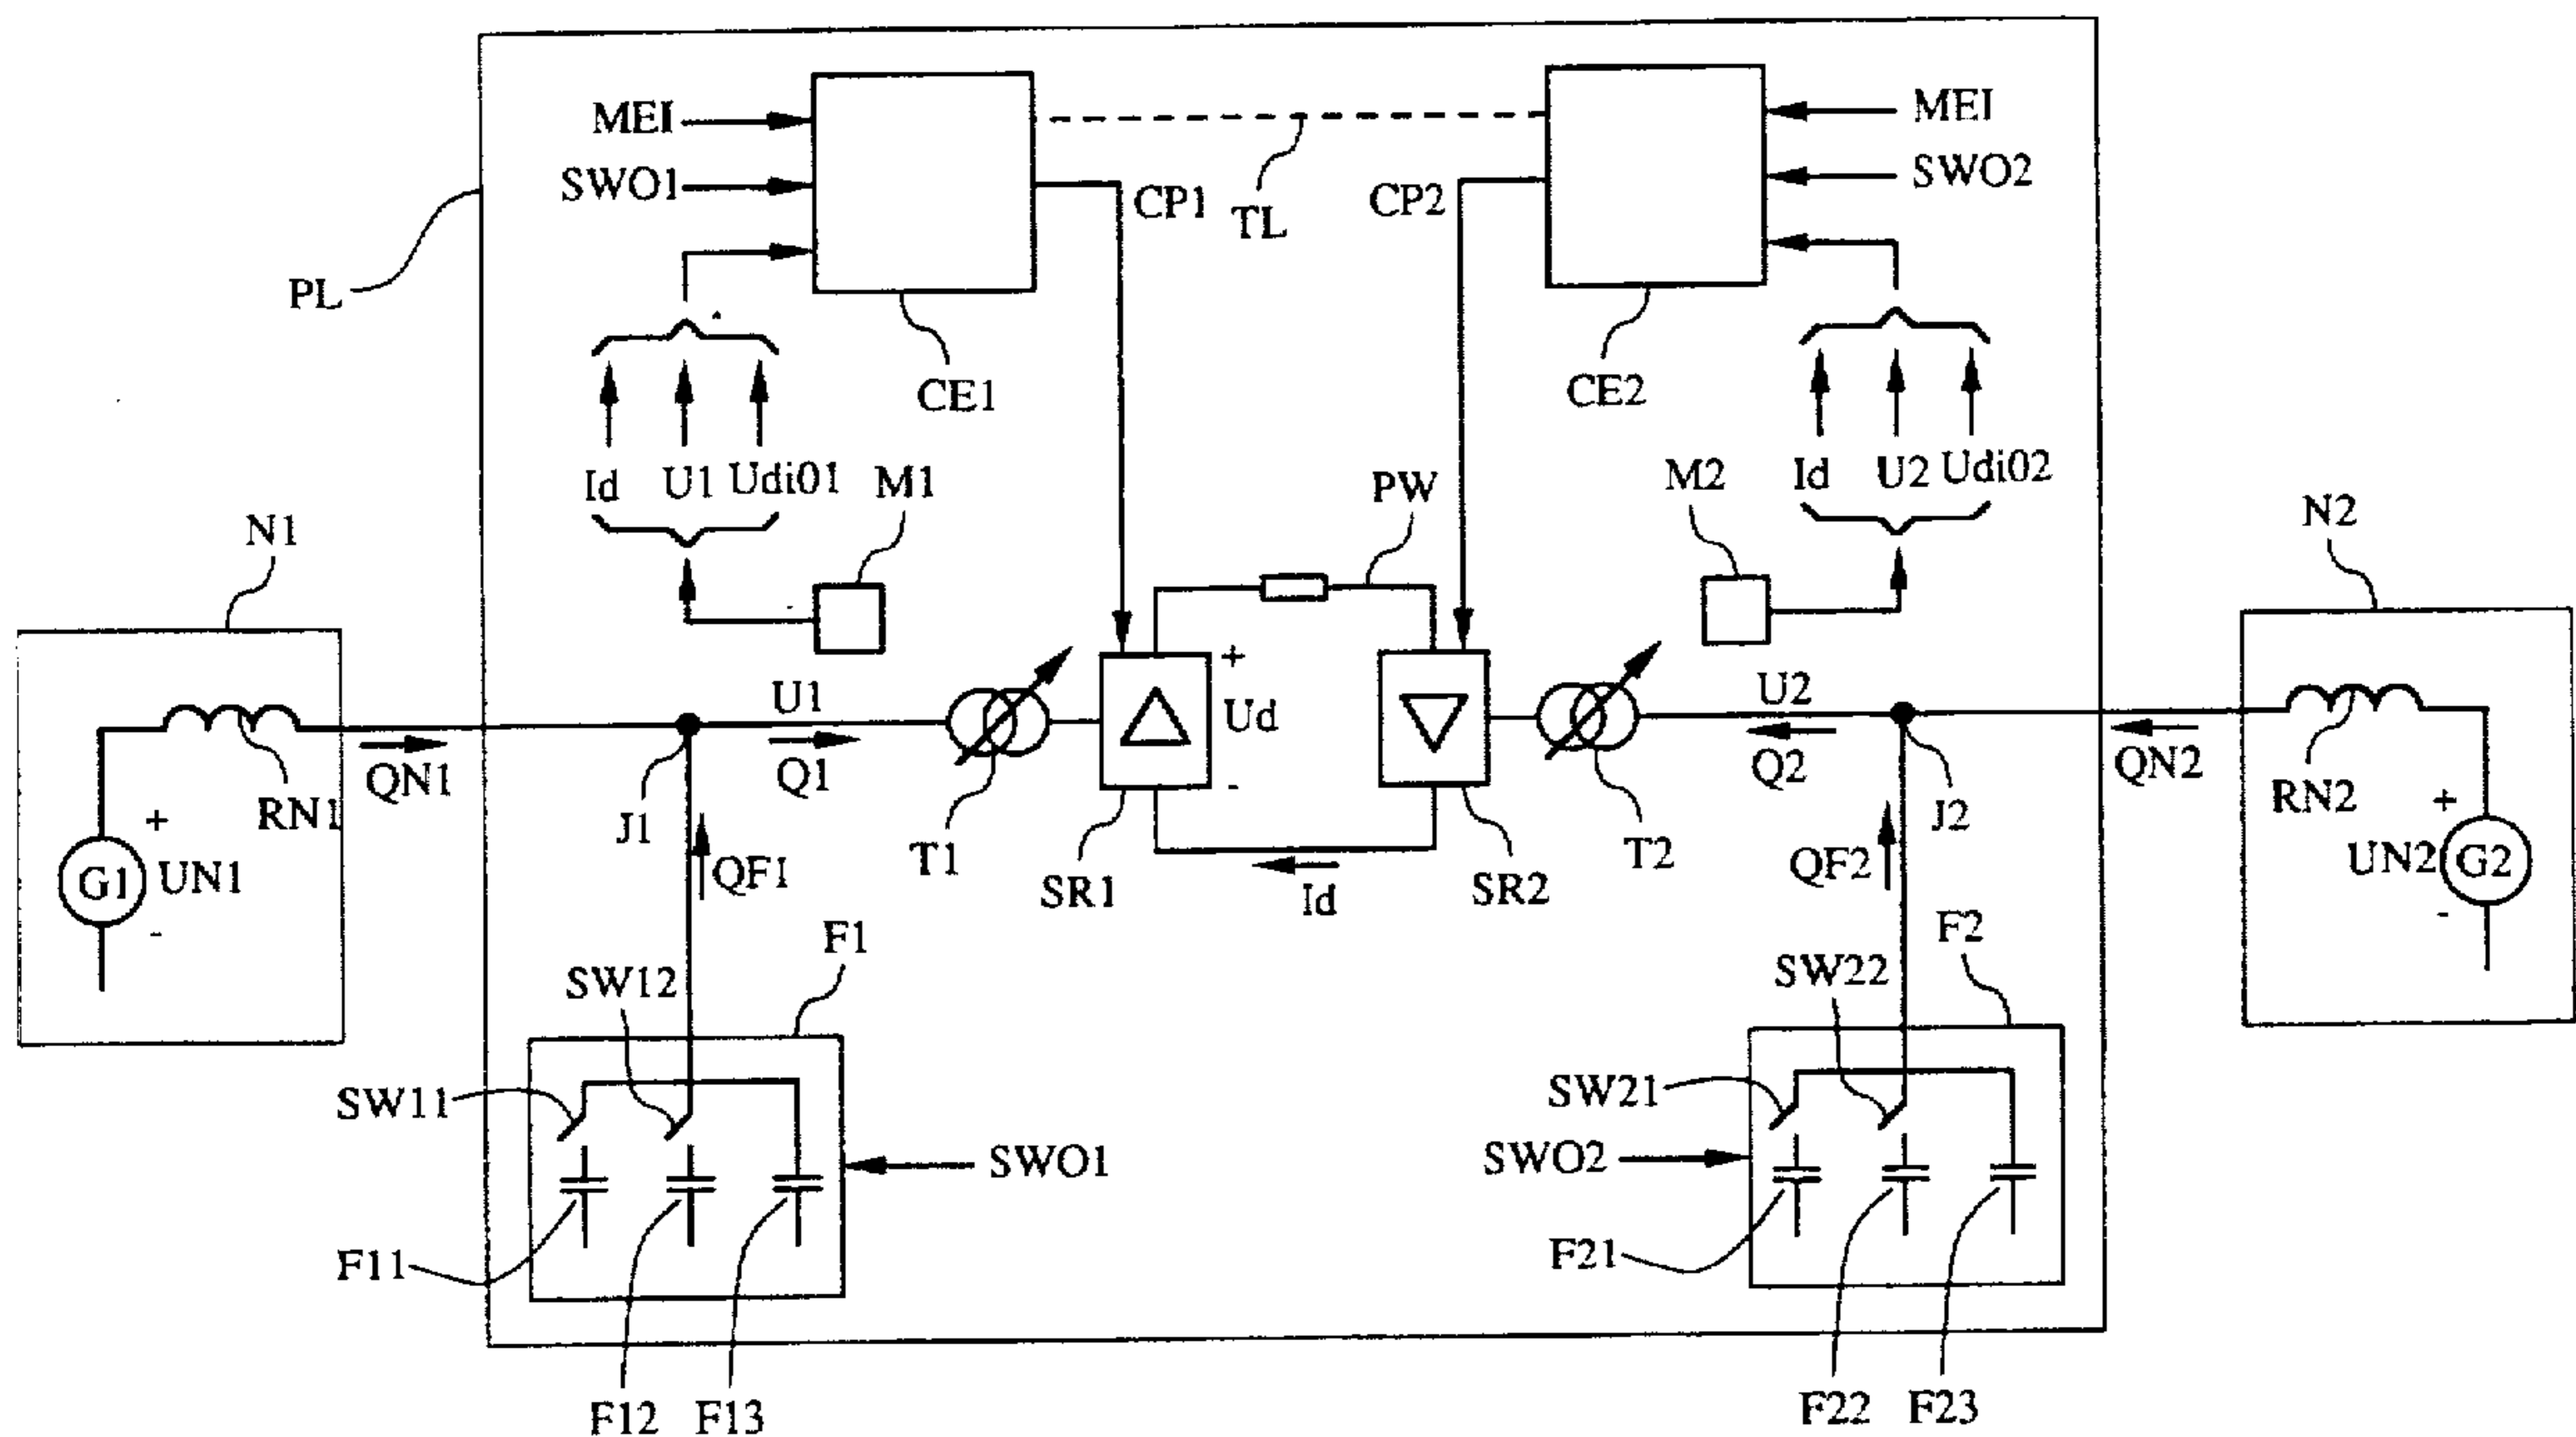 MEI
MEI
SWO1
SWO2
CP1
CP2
TL
PL
CE1
CE2
Id U1 Udi01
M1
PW
M2
Id U2 Udi02
N1
N2
U1
U2
+
Ud
-
QN1
Q1
Q2
QN2
RN1
RN2
J1
J2
T1
T2
+
G1
UN1
-
QF1
SR1
Id
SR2
QF2
+
UN2
G2
-
F1
F2
SW12
SW22
SW11
SW21
SWO1
SWO2
F11
F21
F12
F13
F22
F23